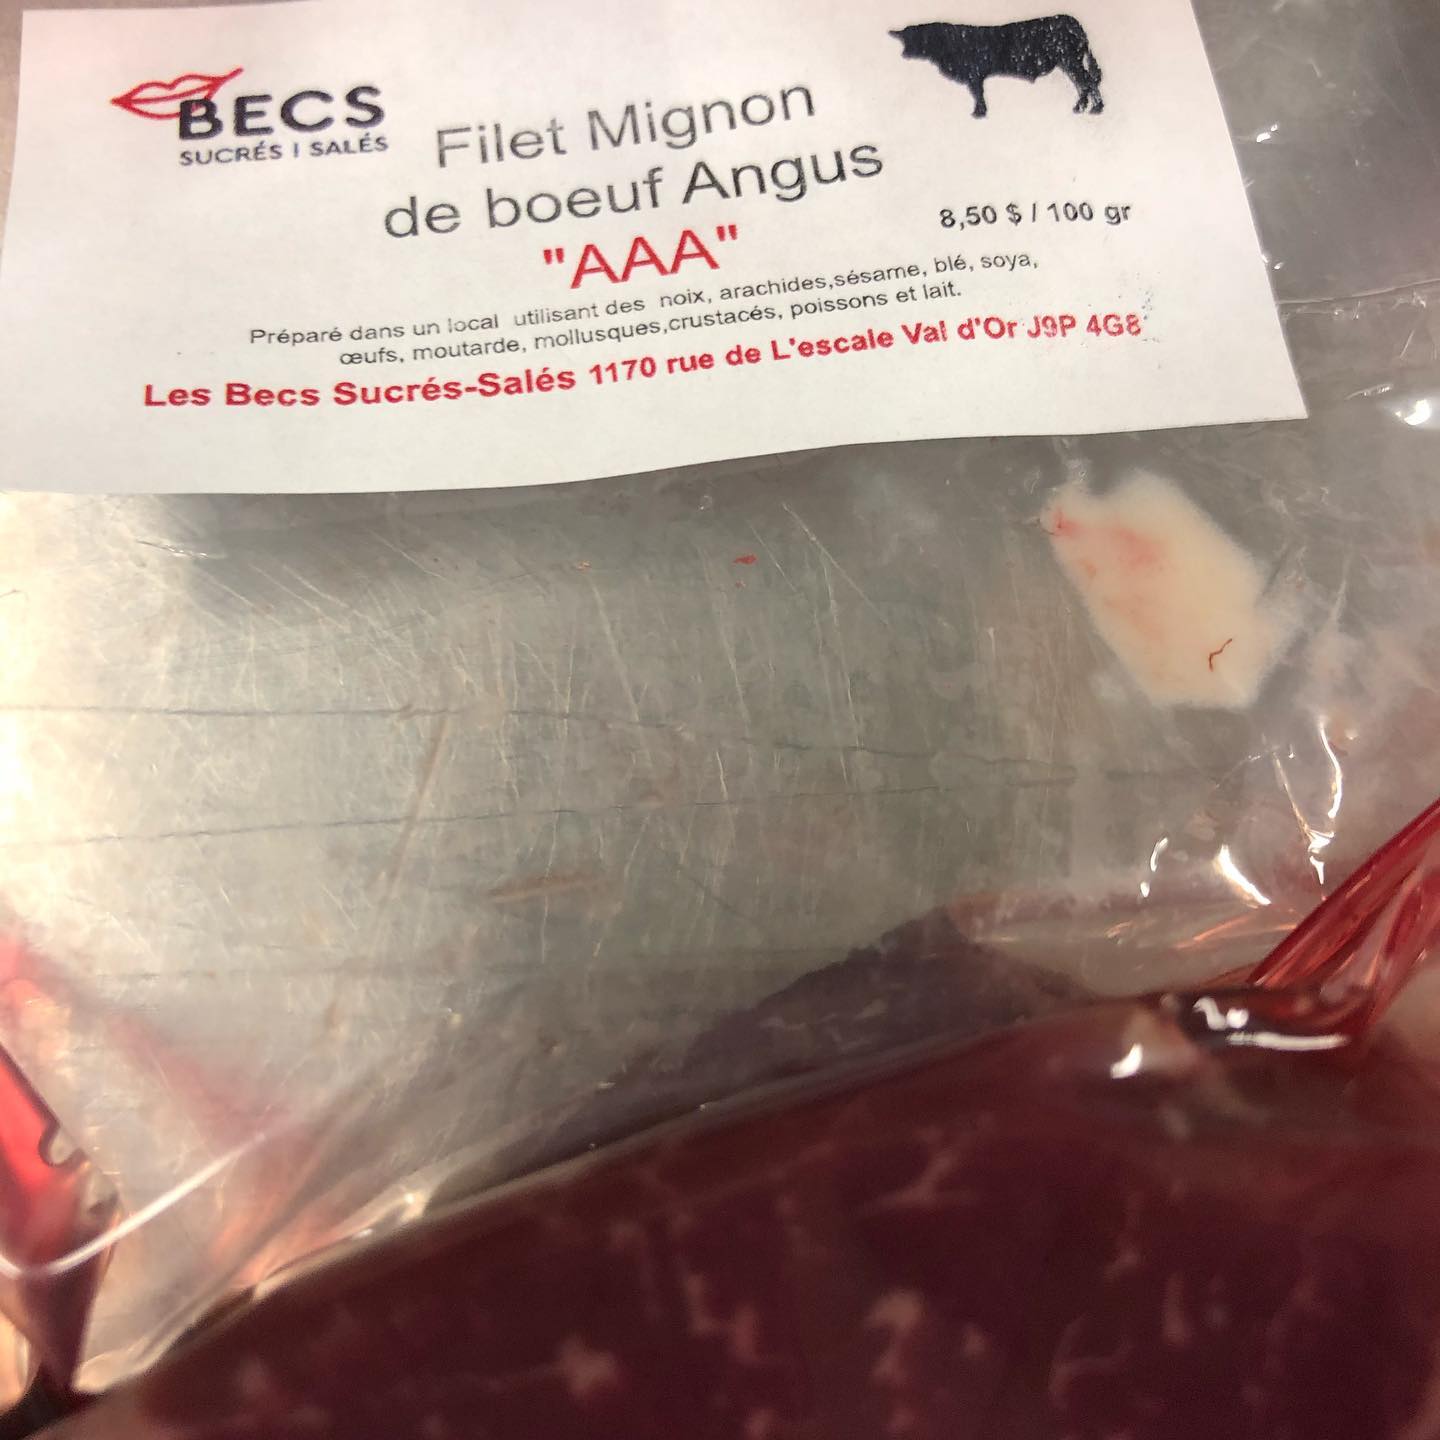 BECS
SUCRÉS | SALÉS
Filet Mignon
de boeuf Angus
"AAA"
8,50 $ / 100 gr
Préparé dans un local utilisant des noix, arachides,sésame, blé, soya,
œufs, moutarde, mollusques,crustacés, poissons et lait.
Les Becs Sucrés-Salés 1170 rue de L'escale Val d'Or J9P 4G8